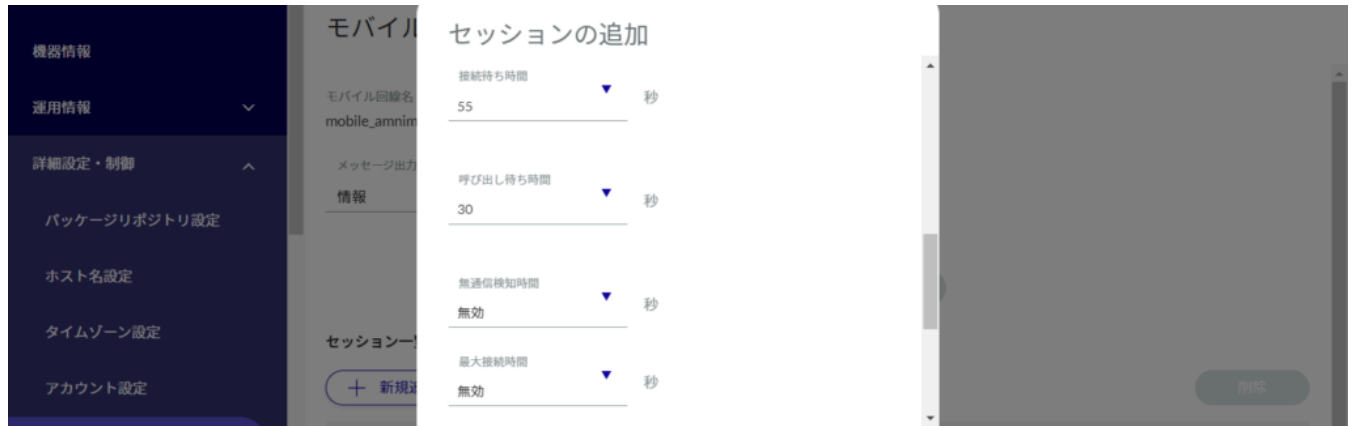 機器情報
運用情報
詳細設定・制御
パッケージリポジトリ設定
ホスト名設定
タイムゾーン設定
アカウント設定
モバイル
モバイル回線名
mobile_amnim
メッセージ出力
情報
セッション一
新規
削除
セッションの追加
接続待ち時間
55
秒
呼び出し待ち時間
30
秒
無通信検知時間
無効
秒
最大接続時間
無効
秒